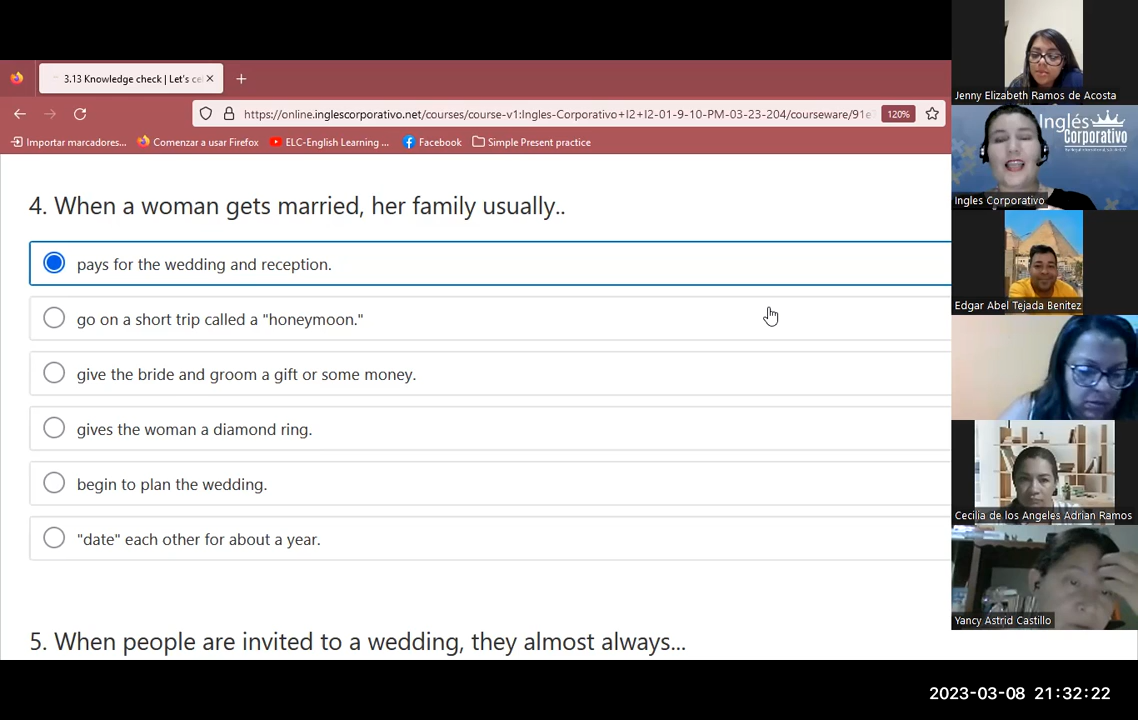 3.13 Knowledge check | Let's ce
https://online.inglescorporativo.net/courses/course-v1:Ingles-Corporativo+I2+I2-01-9-10-PM-03-23-204/courseware/91e
120%
Importar marcadores...
Comenzar a usar Firefox
ELC-English Learning ...
Facebook
Simple Present practice
4. When a woman gets married, her family usually..
pays for the wedding and reception.
go on a short trip called a "honeymoon."
give the bride and groom a gift or some money.
gives the woman a diamond ring.
begin to plan the wedding.
"date" each other for about a year.
5. When people are invited to a wedding, they almost always...
Jenny Elizabeth Ramos de Acosta
Inglés
Corporativo
Ingles Corporativo
Edgar Abel Tejada Benitez
Cecilia de los Angeles Adrian Ramos
Yancy Astrid Castillo
2023-03-08 21:32:22